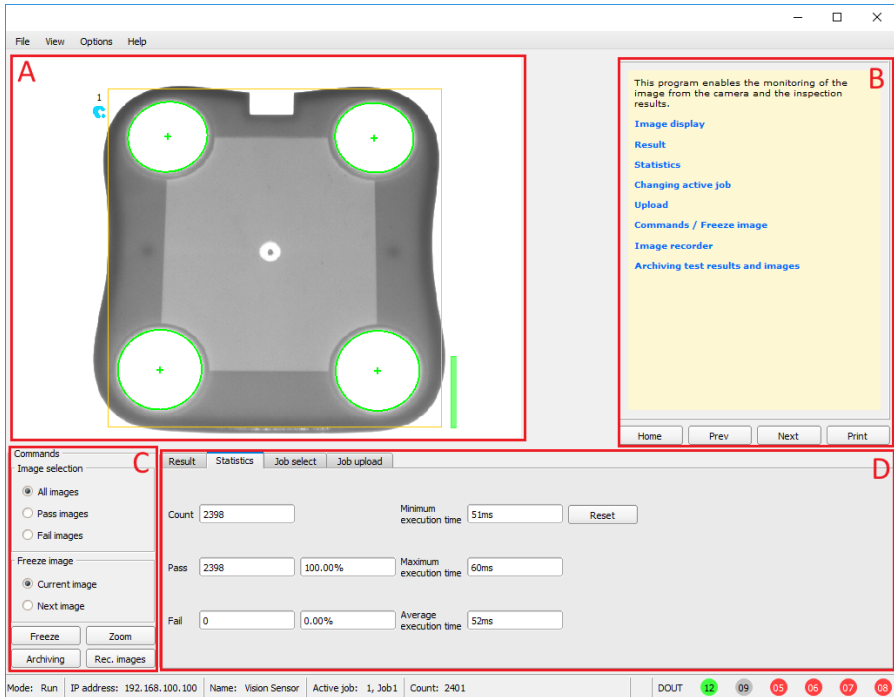 File View Options Help
A
1
B
This program enables the monitoring of the
image from the camera and the inspection
results.
Image display
Result
Statistics
Changing active job
Upload
Commands / Freeze image
Image recorder
Archiving test results and images
Home Prev Next Print
C
Commands
Image selection
All images
Pass images
Fail images
Freeze image
Current image
Next image
Freeze Zoom
Archiving Rec. images
D
Result Statistics Job select Job upload
Count 2398
Minimum
execution time 51ms
Reset
Pass 2398 100.00%
Maximum
execution time 60ms
Fail 0 0.00%
Average
execution time 52ms
Mode: Run IP address: 192.168.100.100 Name: Vision Sensor Active job: 1, Job1 Count: 2401 DOUT 12 09 05 06 07 08